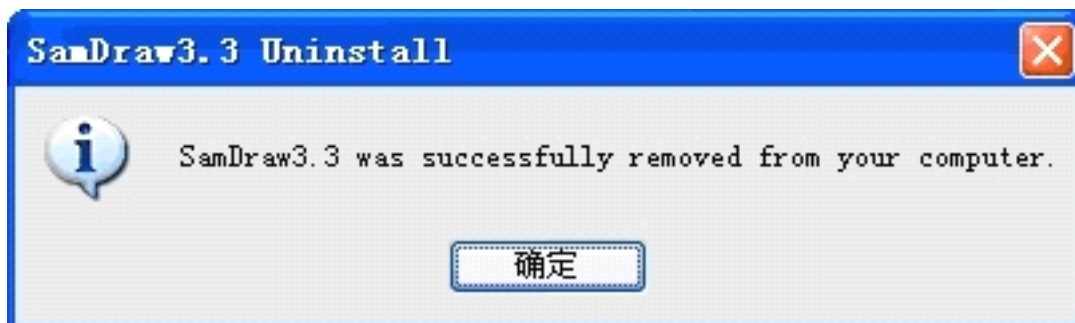 SamDraw3.3 Uninstall
SamDraw3.3 was successfully removed from your computer.
确定